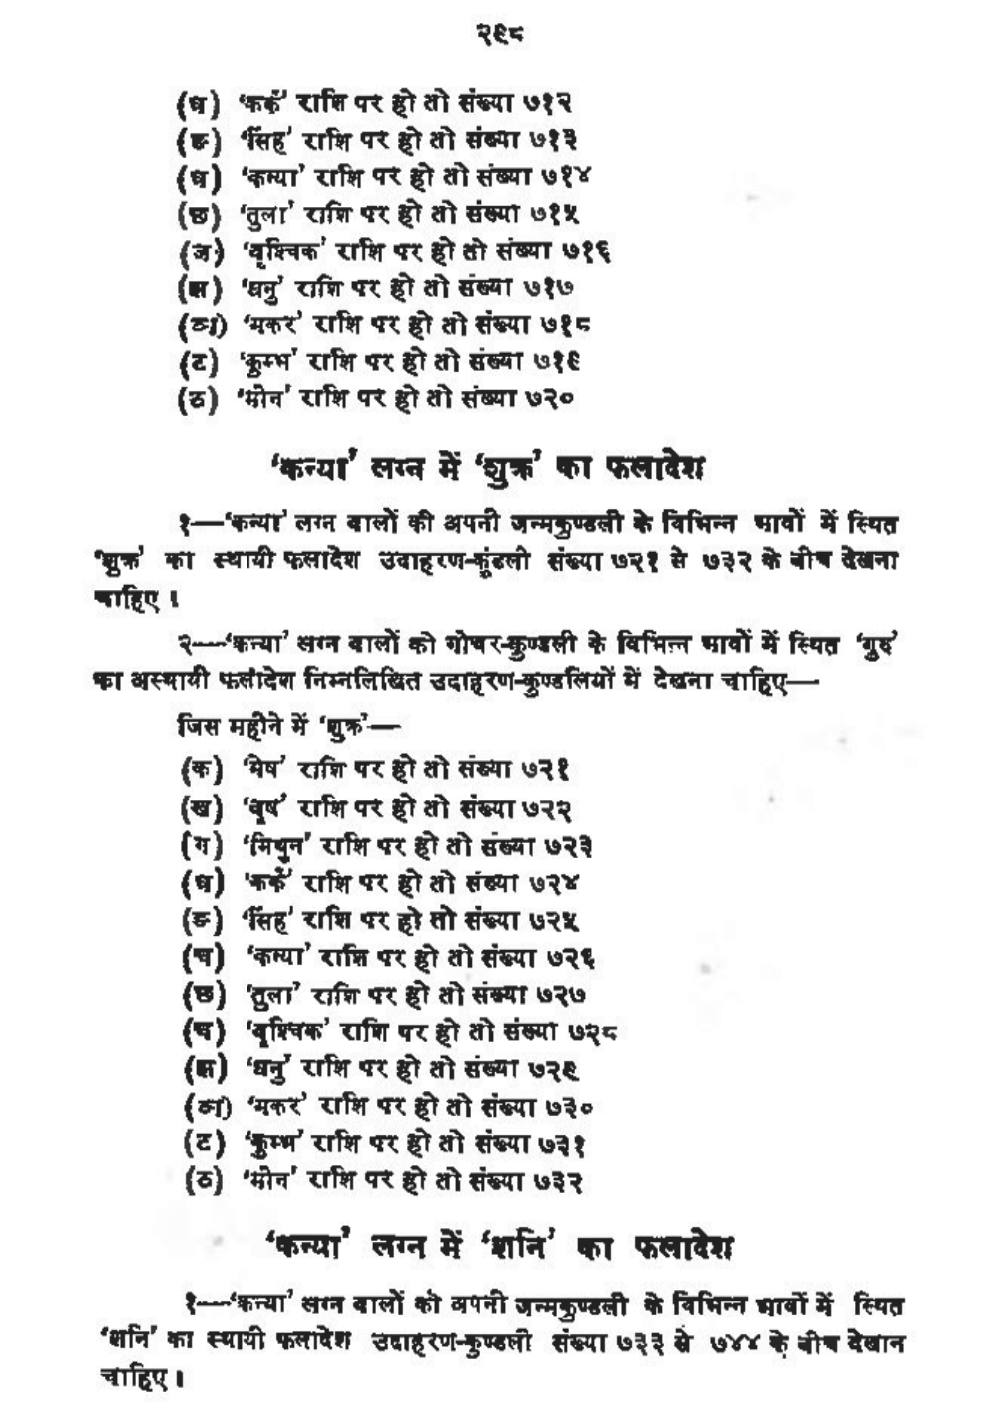 २९८
(घ) 'कर्क' राशि पर हो तो संख्या ७१२
(ङ) 'सिंह' राशि पर हो तो संख्या ७१३
(च) 'कन्या' राशि पर हो तो संख्या ७१४
(छ) 'तुला' राशि पर हो तो संख्या ७१५
(ज) 'वृश्चिक' राशि पर हो तो संख्या ७१६
(झ) 'धनु' राशि पर हो तो संख्या ७१७
(ञ) 'मकर' राशि पर हो तो संख्या ७१८
(ट) 'कुम्भ' राशि पर हो तो संख्या ७१९
(ठ) 'मीन' राशि पर हो तो संख्या ७२०
'कन्या' लग्न में 'शुक्र' का फलादेश
१—'कन्या' लग्न वालों की अपनी जन्मकुण्डली के विभिन्न भावों में स्थित
'शुक्र' का स्थायी फलादेश उदाहरण-कुंडली संख्या ७२१ से ७३२ के बीच देखना
चाहिए।
२—'कन्या' लग्न वालों को गोचर-कुण्डली के विभिन्न भावों में स्थित 'गुरु'
का अस्थायी फलादेश निम्नलिखित उदाहरण-कुण्डलियों में देखना चाहिए—
जिस महीने में 'शुक्र'—
(क) 'मेष' राशि पर हो तो संख्या ७२१
(ख) 'वृष' राशि पर हो तो संख्या ७२२
(ग) 'मिथुन' राशि पर हो तो संख्या ७२३
(घ) 'कर्क' राशि पर हो तो संख्या ७२४
(ङ) 'सिंह' राशि पर हो तो संख्या ७२५
(च) 'कन्या' राशि पर हो तो संख्या ७२६
(छ) 'तुला' राशि पर हो तो संख्या ७२७
(च) 'वृश्चिक' राशि पर हो तो संख्या ७२८
(झ) 'धनु' राशि पर हो तो संख्या ७२९
(ञ) 'मकर' राशि पर हो तो संख्या ७३०
(ट) 'कुम्भ' राशि पर हो तो संख्या ७३१
(ठ) 'मीन' राशि पर हो तो संख्या ७३२
'कन्या' लग्न में 'शनि' का फलादेश
१—'कन्या' लग्न वालों को अपनी जन्मकुण्डली के विभिन्न भावों में स्थित
'शनि' का स्थायी फलादेश उदाहरण-कुण्डली संख्या ७३३ से ७४४ के बीच देखान
चाहिए।